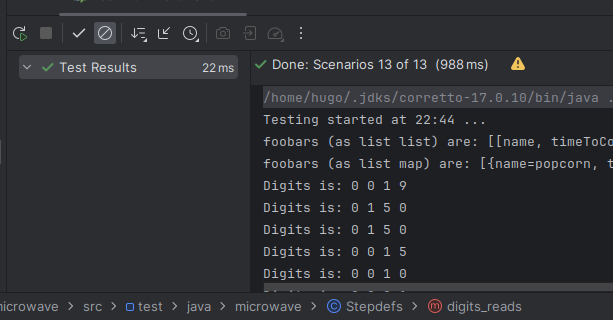 Test Results 22 ms
Done: Scenarios 13 of 13 (988 ms)
/home/hugo/.jdks/corretto-17.0.10/bin/java .
Testing started at 22:44 ...
foobars (as list list) are: [[name, timeToCo
foobars (as list map) are: [{name=popcorn, t
Digits is: 0 0 1 9
Digits is: 0 1 5 0
Digits is: 0 1 5 0
Digits is: 0 0 1 5
Digits is: 0 0 1 0
icrowave > src > test > java > microwave > Stepdefs > digits_reads